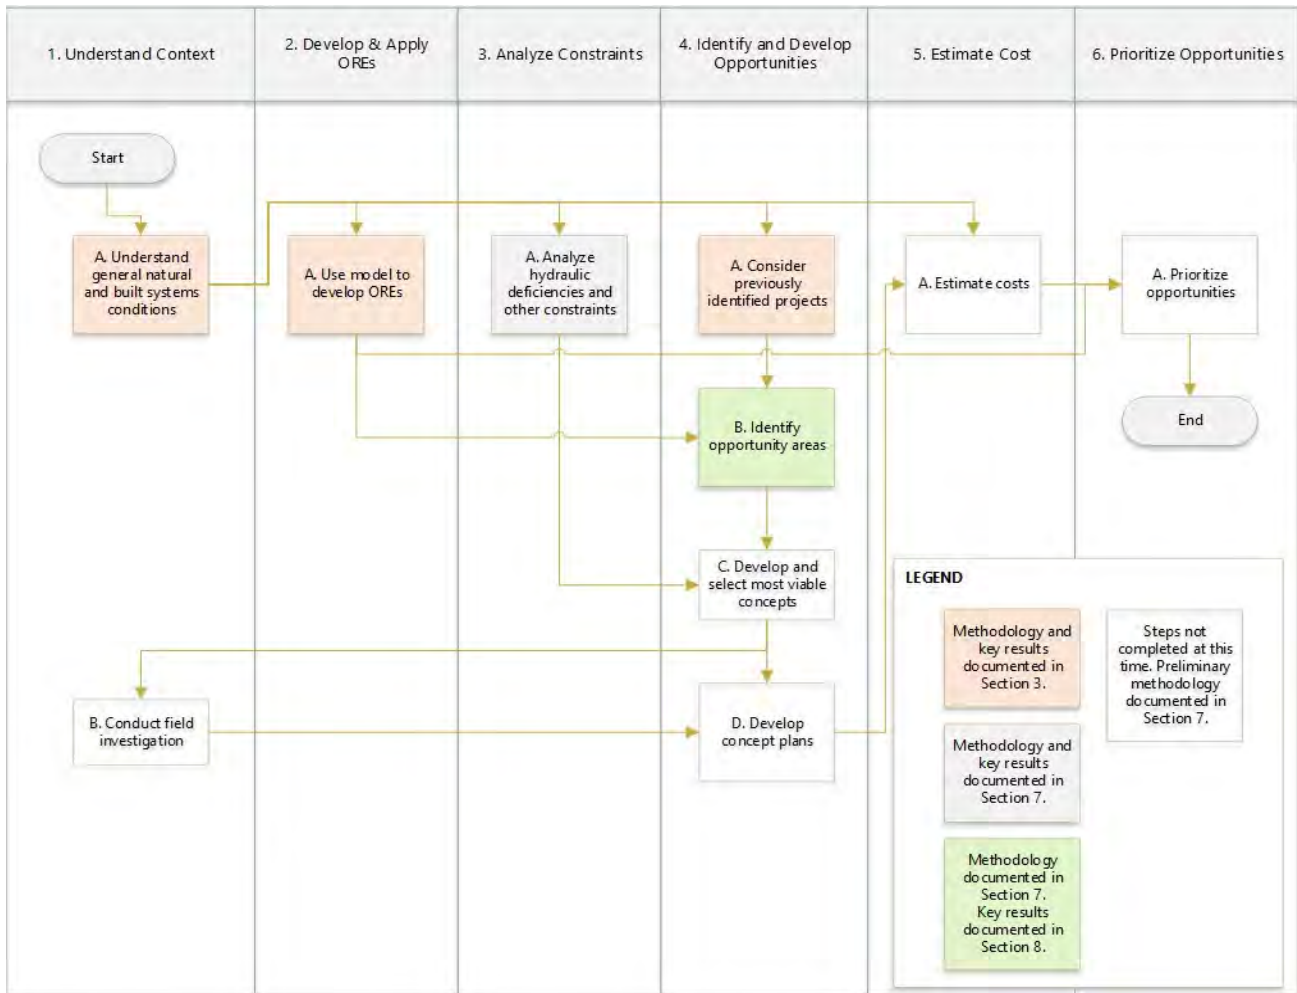 1. Understand Context
2. Develop & Apply
OREs
3. Analyze Constraints
4. Identify and Develop
Opportunities
5. Estimate Cost
6. Prioritize Opportunities
Start
A. Understand
general natural
and built systems
conditions
A. Use model to
develop OREs
A. Analyze
hydraulic
deficiencies and
other constraints
A. Consider
previously
identified projects
A. Estimate costs
A. Prioritize
opportunities
B. Identify
opportunity areas
End
C. Develop and
select most viable
concepts
B. Conduct field
investigation
D. Develop
concept plans
LEGEND
Methodology and
key results
documented in
Section 3.
Steps not
completed at this
time. Preliminary
methodology
documented in
Section 7.
Methodology and
key results
documented in
Section 7.
Methodology
documented in
Section 7.
Key results
documented in
Section 8.